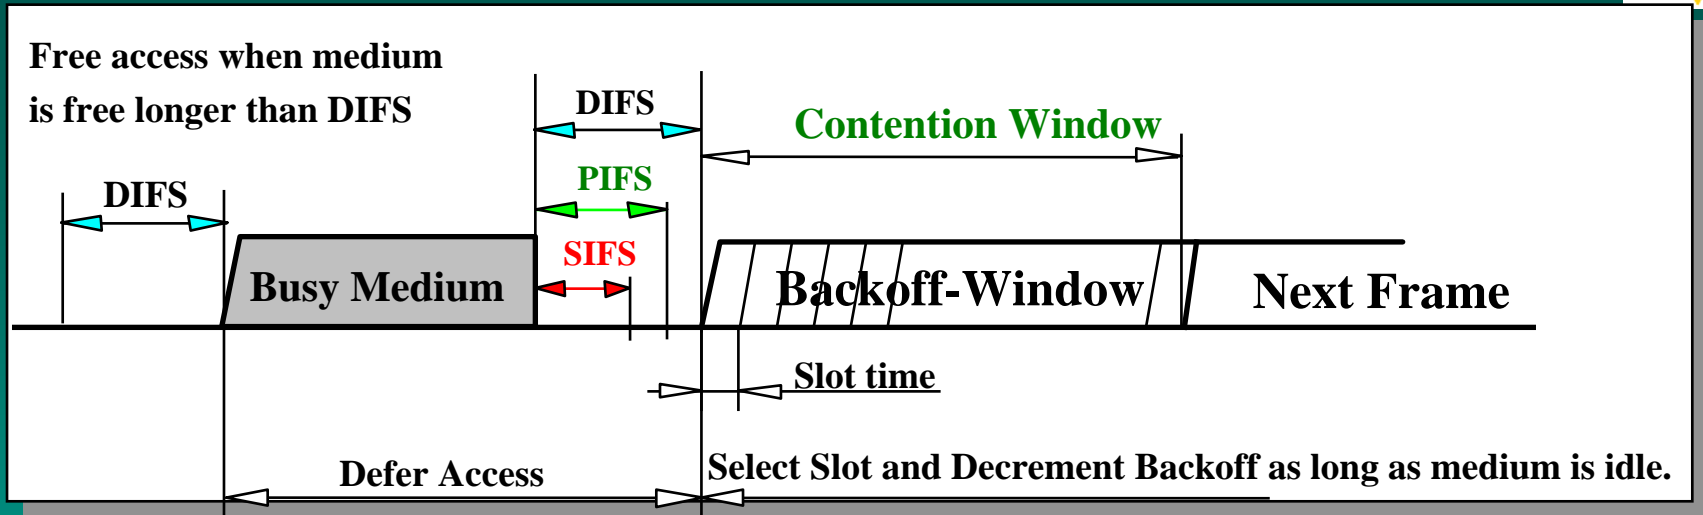 Free access when medium
is free longer than DIFS
DIFS
DIFS
Contention Window
PIFS
SIFS
Busy Medium
Backoff-Window
Next Frame
Slot time
Defer Access
Select Slot and Decrement Backoff as long as medium is idle.